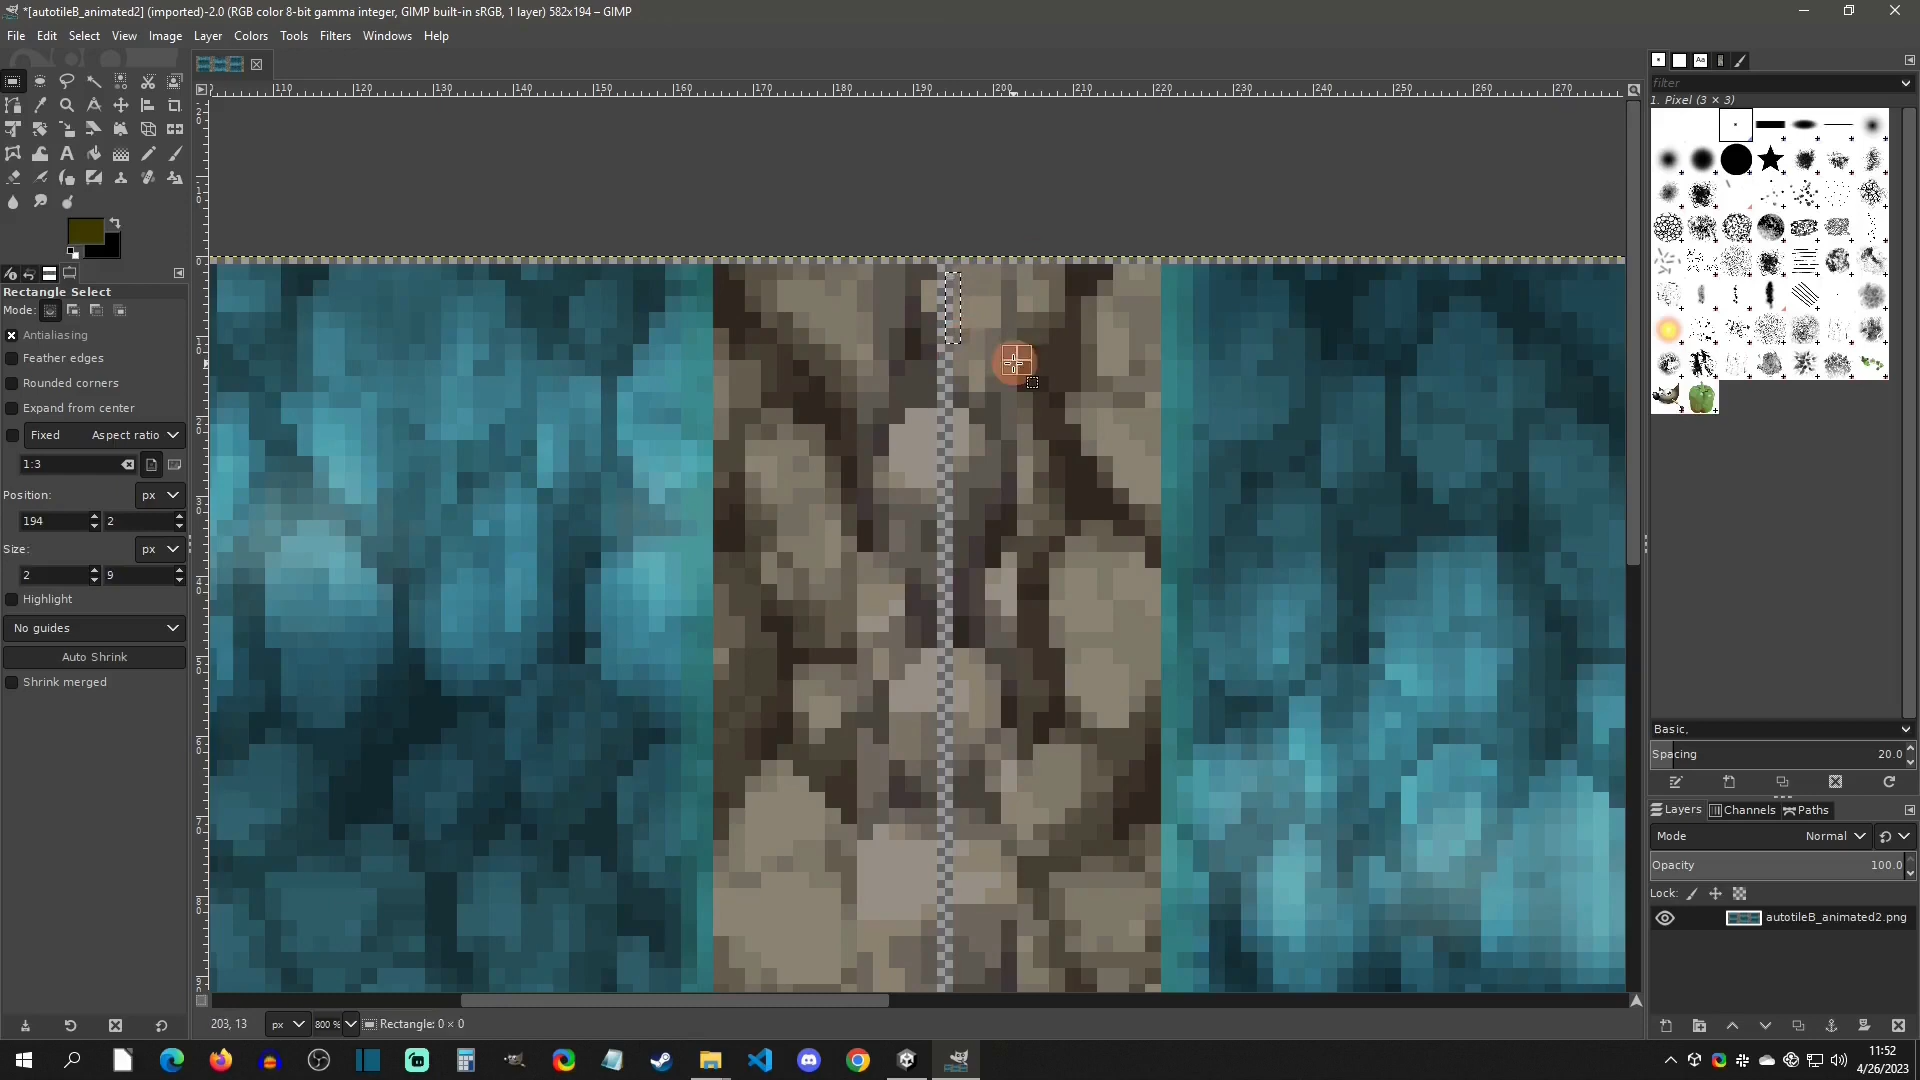 *[autotileB_animated2] (imported)-2.0 (RGB color 8-bit gamma integer, GIMP built-in sRGB, 1 layer) 582x194 – GIMP
File Edit Select View Image Layer Colors Tools Filters Windows Help
Filter
1. Pixel (3 × 3)
110 120 130 140 150 160 170 180 190 200 210 220 230 240 250 260 270
Rectangle Select
Mode:
Antialiasing
Feather edges
Rounded corners
Expand from center
Fixed Aspect ratio
1:3
Position: px
194 2
Size: px
2 9
Highlight
No guides
Auto Shrink
Shrink merged
Basic,
Spacing 20.0
Layers Channels Paths
Mode Normal
Opacity 100.0
Lock:
autotileB_animated2.png
203, 13 px 800 % Rectangle: 0 × 0
11:52
4/26/2023